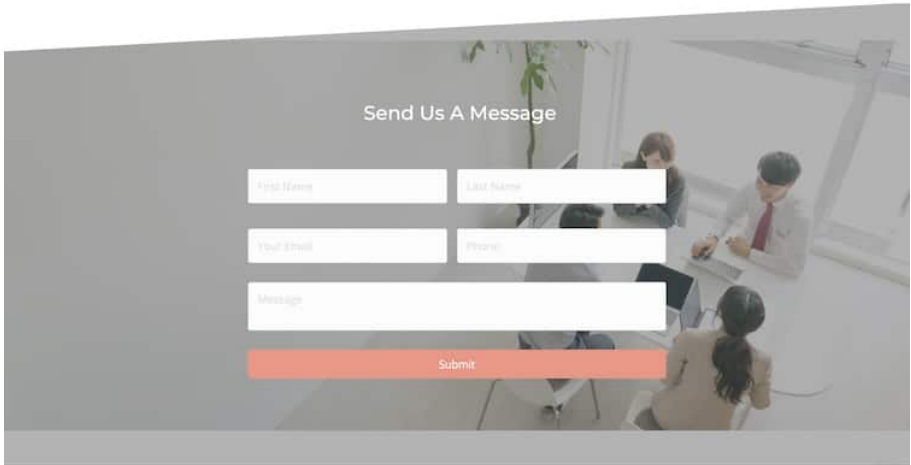 Send Us A Message
First Name
Last Name
Your Email
Phone
Message
Submit